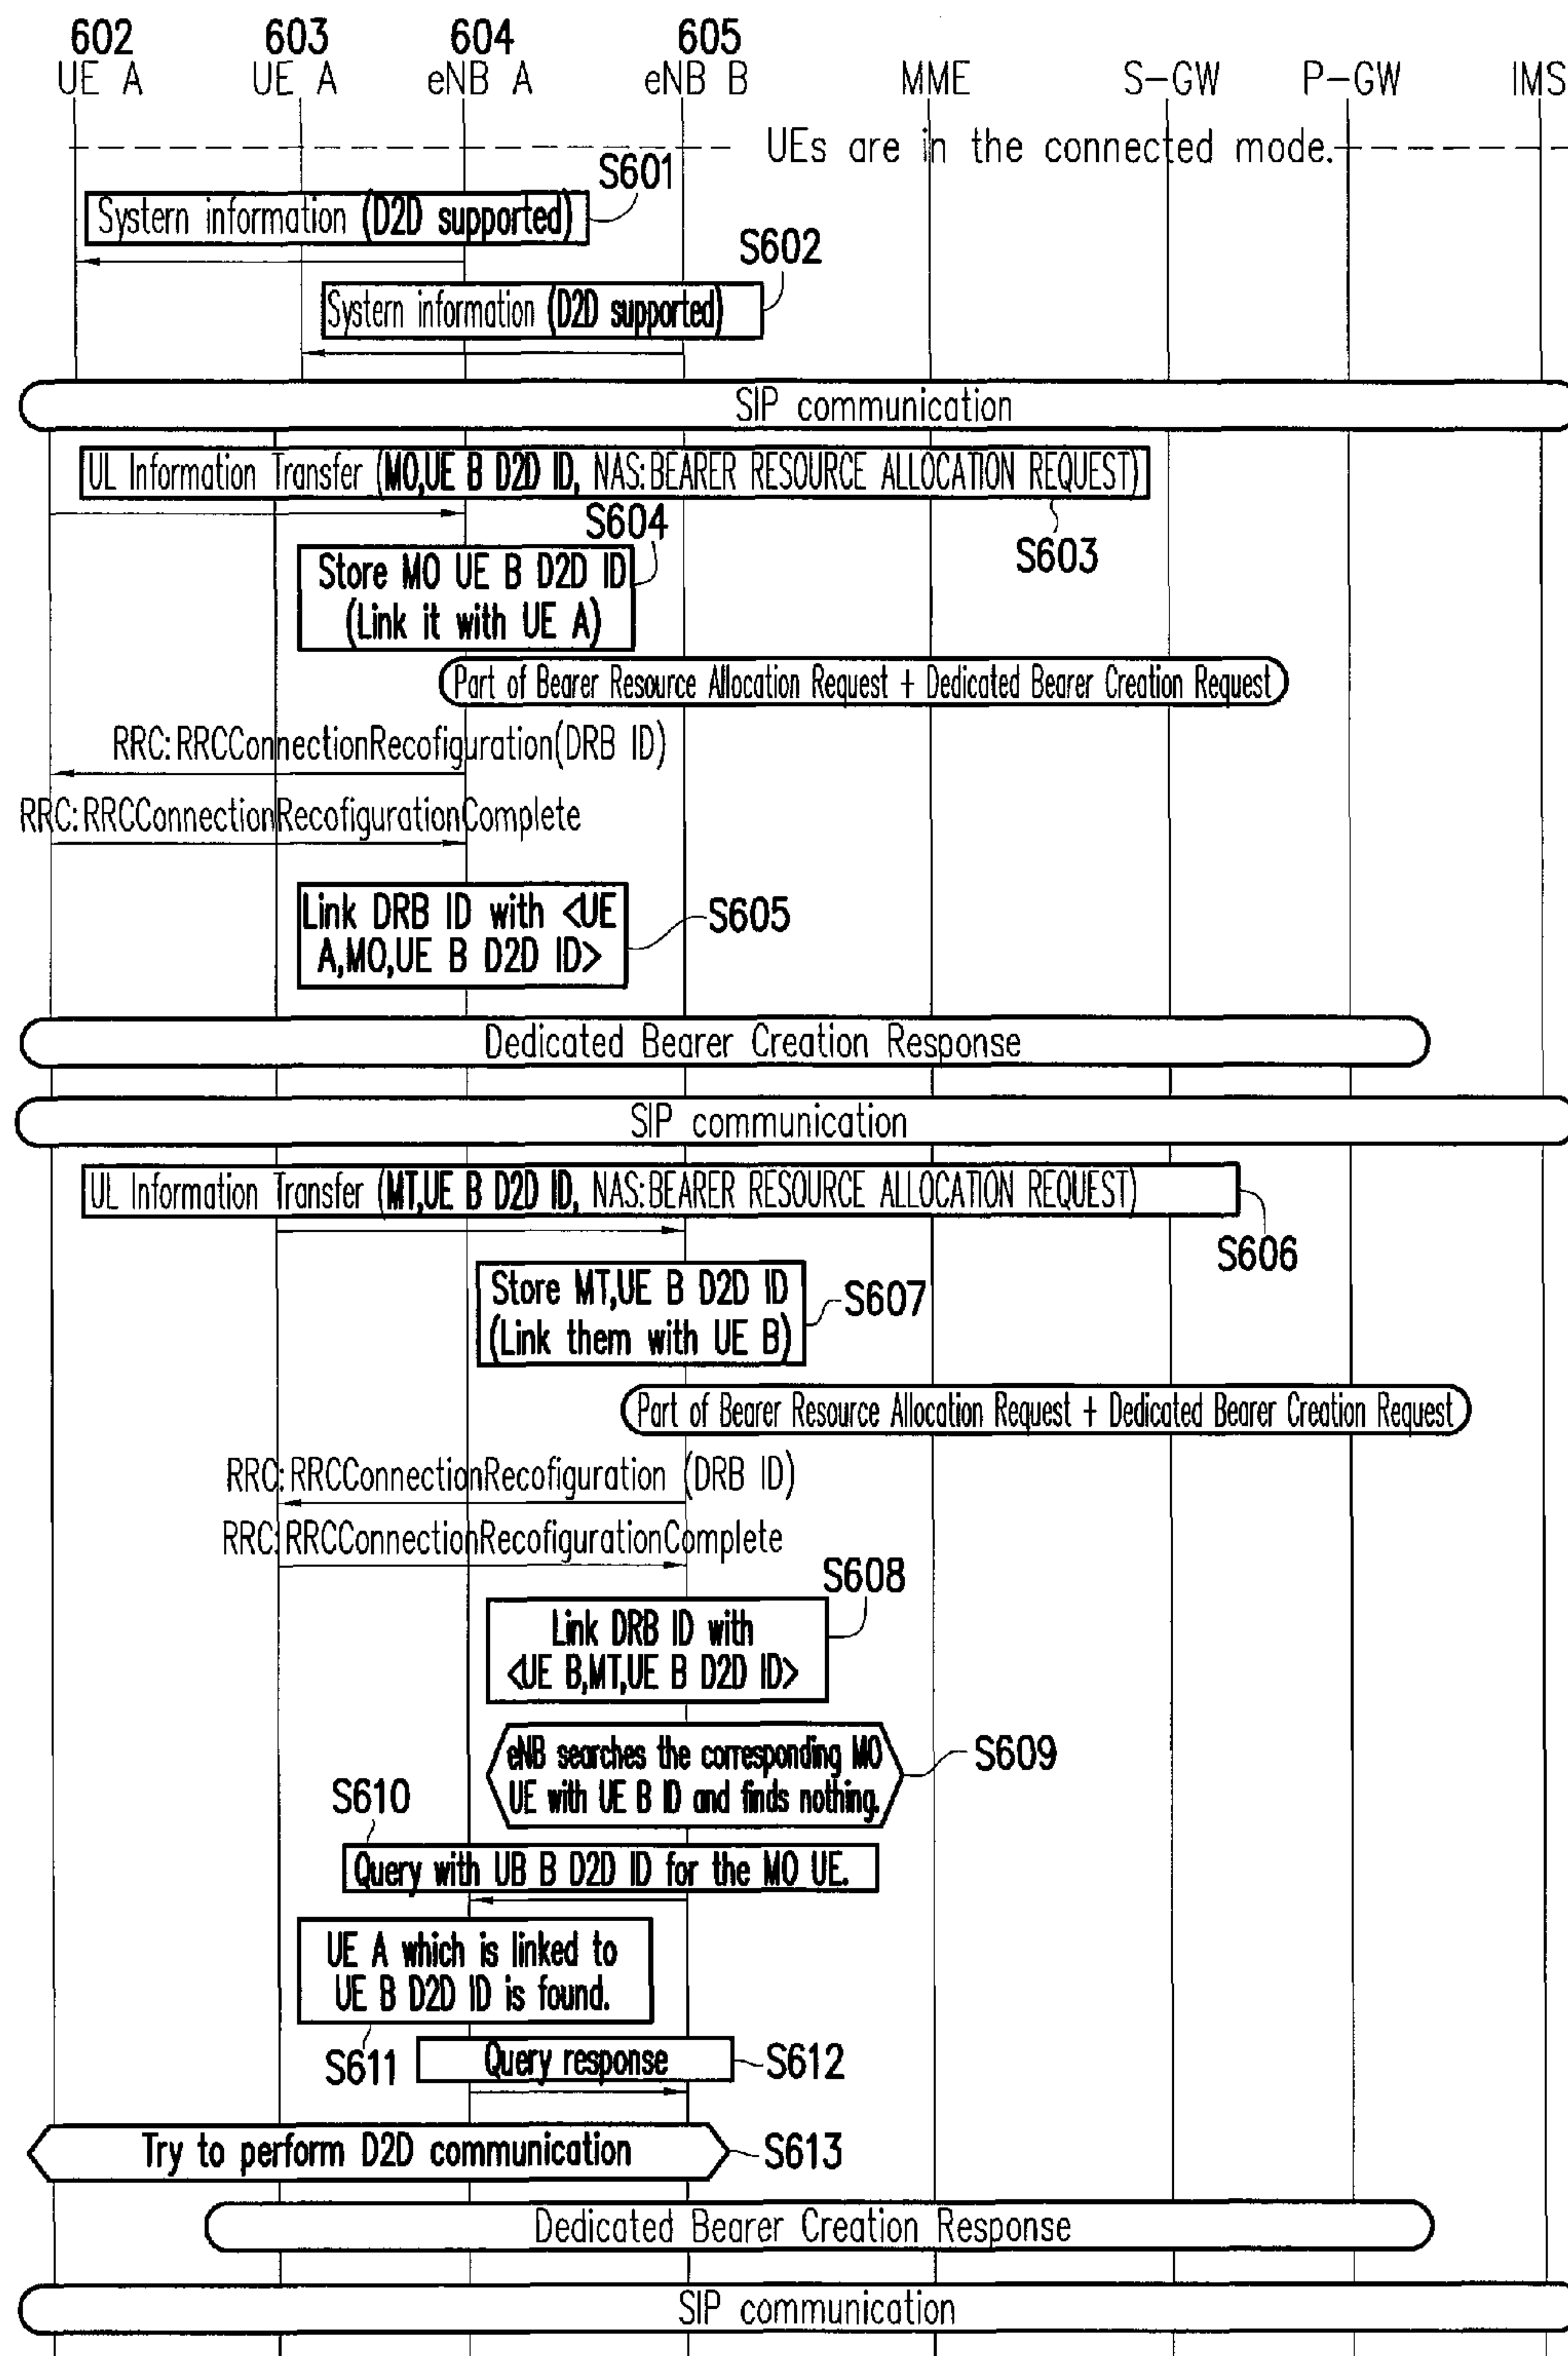 602 603 604 605
UE A UE A eNB A eNB B MME S-GW P-GW IMS
UEs are in the connected mode.
S601
System information (D2D supported)
S602
System information (D2D supported)
SIP communication
UL Information Transfer (MO,UE B D2D ID, NAS:BEARER RESOURCE ALLOCATION REQUEST)
S603
S604
Store MO UE B D2D ID
(Link it with UE A)
Part of Bearer Resource Allocation Request + Dedicated Bearer Creation Request
RRC:RRCConnectionRecofiguration(DRB ID)
RRC:RRCConnectionRecofigurationComplete
Link DRB ID with <UE
A,MO,UE B D2D ID>
S605
Dedicated Bearer Creation Response
SIP communication
UL Information Transfer (MT,UE B D2D ID, NAS:BEARER RESOURCE ALLOCATION REQUEST)
S606
Store MT,UE B D2D ID
(Link them with UE B)
S607
Part of Bearer Resource Allocation Request + Dedicated Bearer Creation Request
RRC:RRCConnectionRecofiguration (DRB ID)
RRC:RRCConnectionRecofigurationComplete
S608
Link DRB ID with
<UE B,MT,UE B D2D ID>
eNB searches the corresponding MO
UE with UE B ID and finds nothing.
S609
S610
Query with UB B D2D ID for the MO UE.
UE A which is linked to
UE B D2D ID is found.
S611
Query response
S612
Try to perform D2D communication
S613
Dedicated Bearer Creation Response
SIP communication